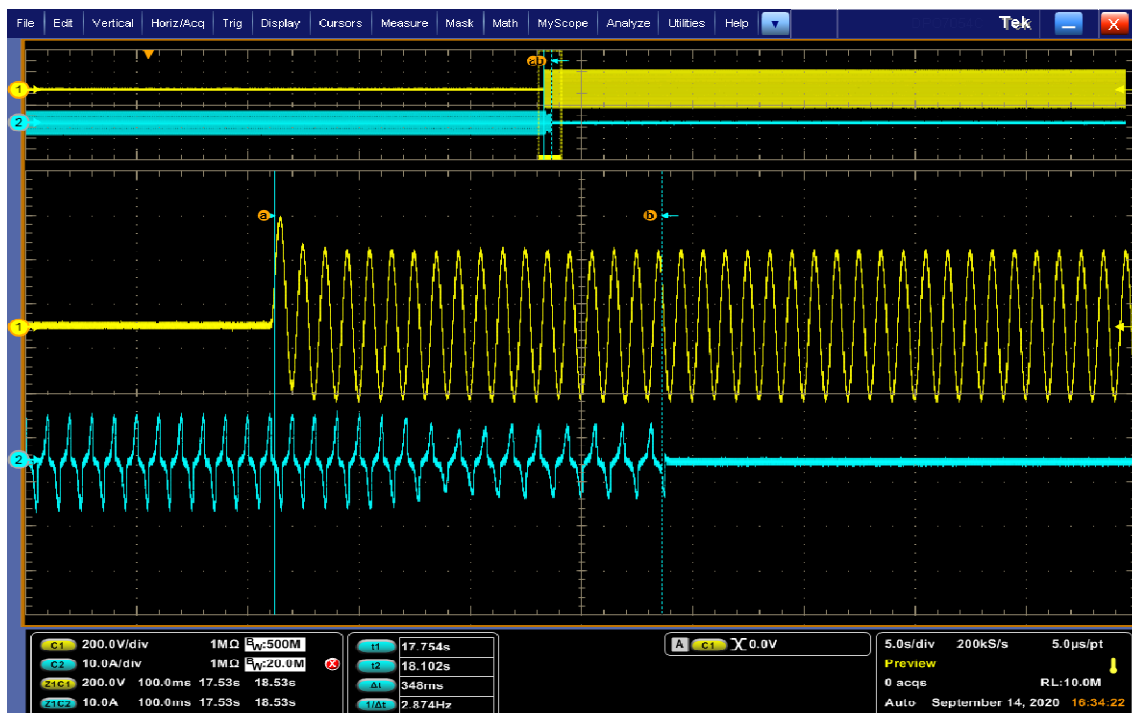 File Edit Vertical Horiz/Acq Trig Display Cursors Measure Mask Math MyScope Analyze Utilities Help Tek X
a b
1
2
a b
1
2
C1 200.0V/div 1MΩ BW:500M
C2 10.0A/div 1MΩ BW:20.0M
Z1C1 200.0V 100.0ms 17.53s 18.53s
Z1C2 10.0A 100.0ms 17.53s 18.53s
t1 17.754s
t2 18.102s
Δt 348ms
1/Δt 2.874Hz
A C1 0.0V
5.0s/div 200kS/s 5.0µs/pt
Preview
0 acqs RL:10.0M
Auto September 14, 2020 16:34:22